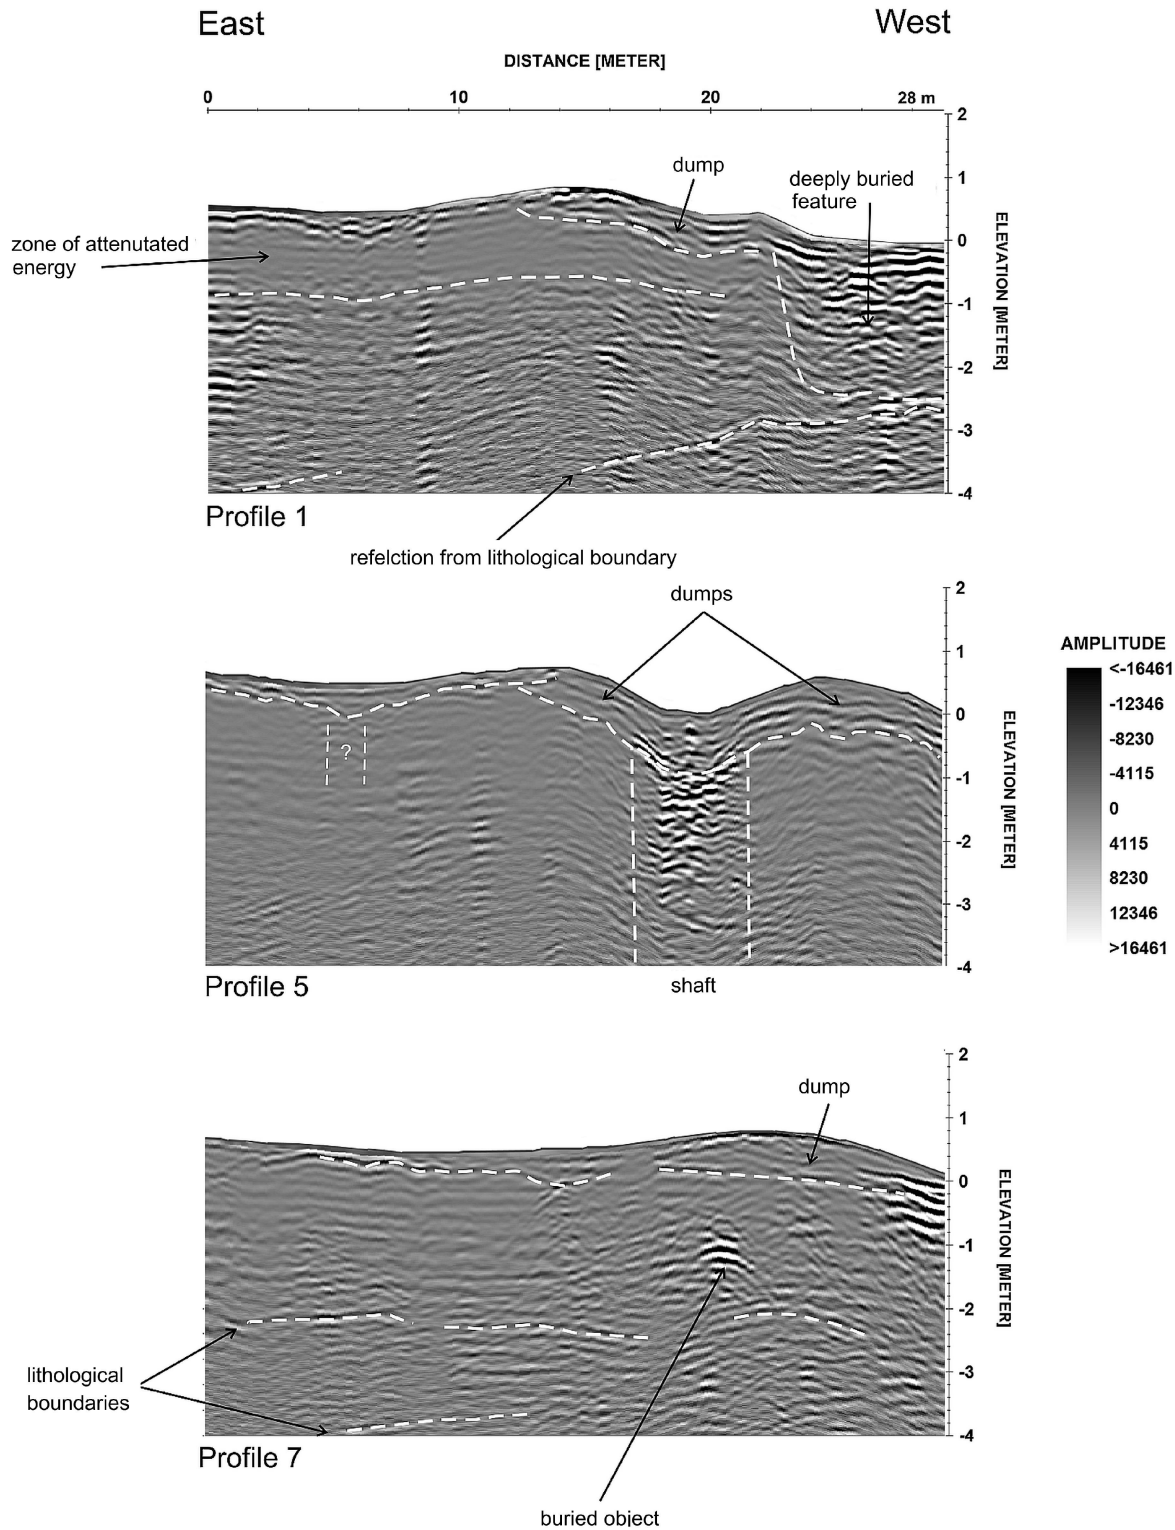 East
West
DISTANCE [METER]
0
10
20
28 m
2
1
0
-1
-2
-3
-4
ELEVATION [METER]
dump
deeply buried
feature
zone of attenutated
energy
Profile 1
refelction from lithological boundary
dumps
2
1
0
-1
-2
-3
-4
ELEVATION [METER]
?
Profile 5
shaft
AMPLITUDE
<-16461
-12346
-8230
-4115
0
4115
8230
12346
>16461
dump
2
1
0
-1
-2
-3
-4
ELEVATION [METER]
lithological
boundaries
Profile 7
buried object